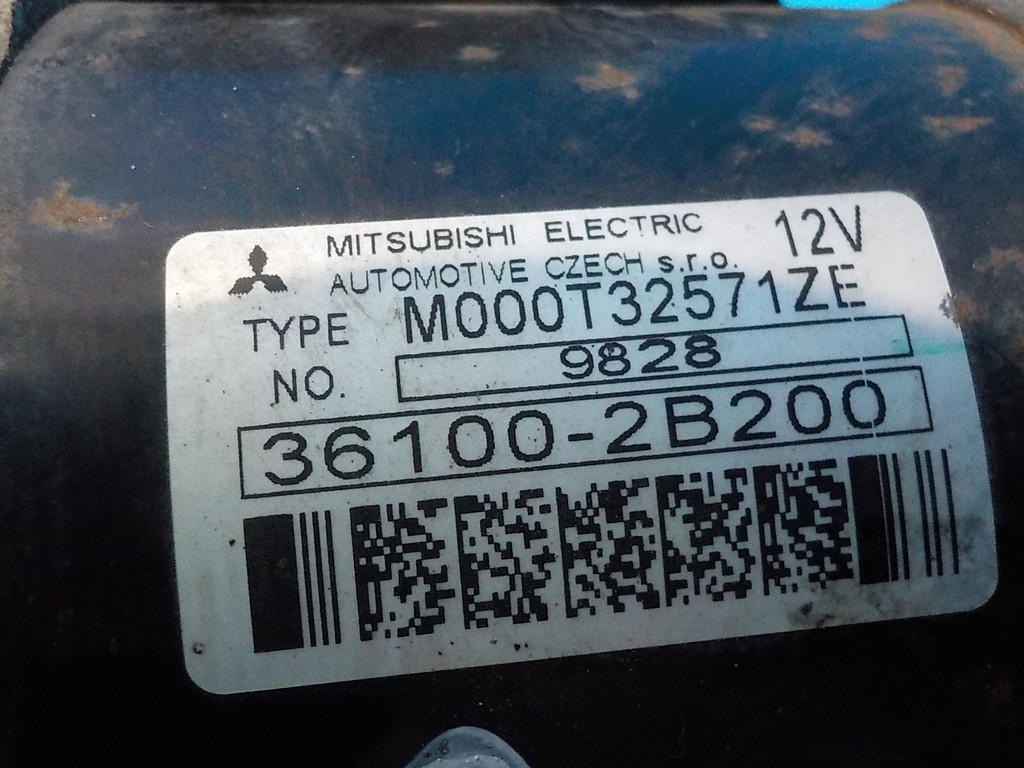 MITSUBISHI ELECTRIC 12V
AUTOMOTIVE CZECH s.r.o.
TYPE M000T32571ZE
NO. 9828
36100-2B200